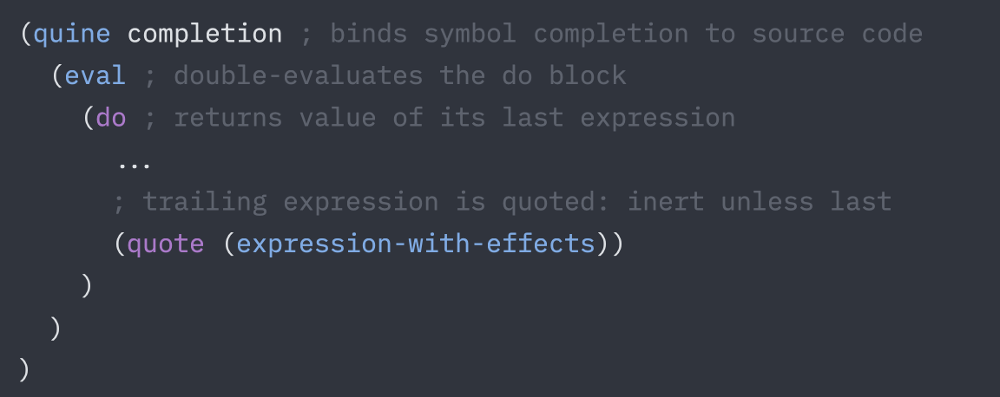 (quine completion ; binds symbol completion to source code
(eval ; double-evaluates the do block
(do ; returns value of its last expression
...
; trailing expression is quoted: inert unless last
(quote (expression-with-effects))
)
)
)